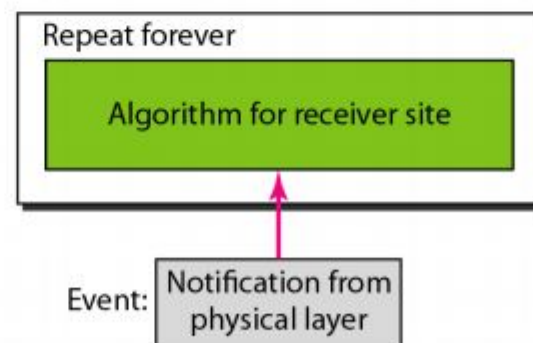 Repeat forever
Algorithm for receiver site
Event:
Notification from
physical layer